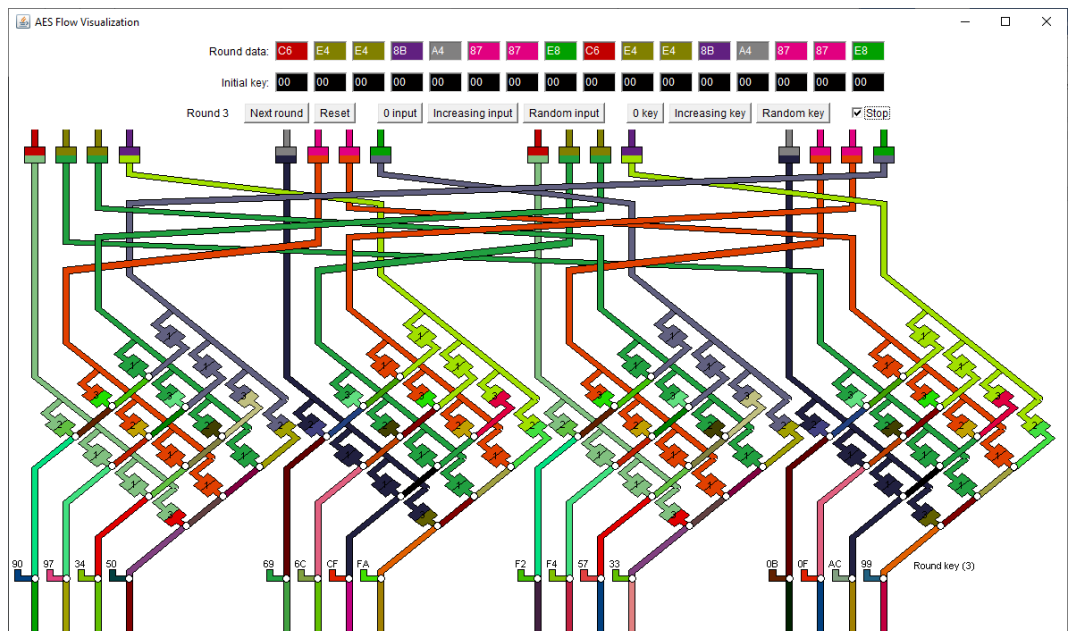 AES Flow Visualization
Round data: C6 E4 E4 8B A4 87 87 E8 C6 E4 E4 8B A4 87 87 E8
Initial key: 00 00 00 00 00 00 00 00 00 00 00 00 00 00 00 00
Round 3 Next round Reset 0 input Increasing input Random input 0 key Increasing key Random key Stop
90 97 34 50 69 6C CF FA F2 F4 57 33 0B 0F AC 99 Round key (3)